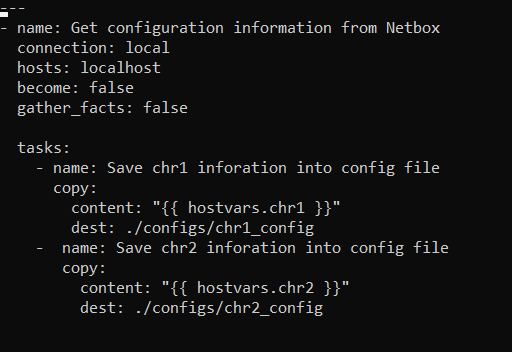 ---
- name: Get configuration information from Netbox
  connection: local
  hosts: localhost
  become: false
  gather_facts: false

  tasks:
    - name: Save chr1 inforation into config file
      copy:
        content: "{{ hostvars.chr1 }}"
        dest: ./configs/chr1_config
    -  name: Save chr2 inforation into config file
       copy:
         content: "{{ hostvars.chr2 }}"
         dest: ./configs/chr2_config